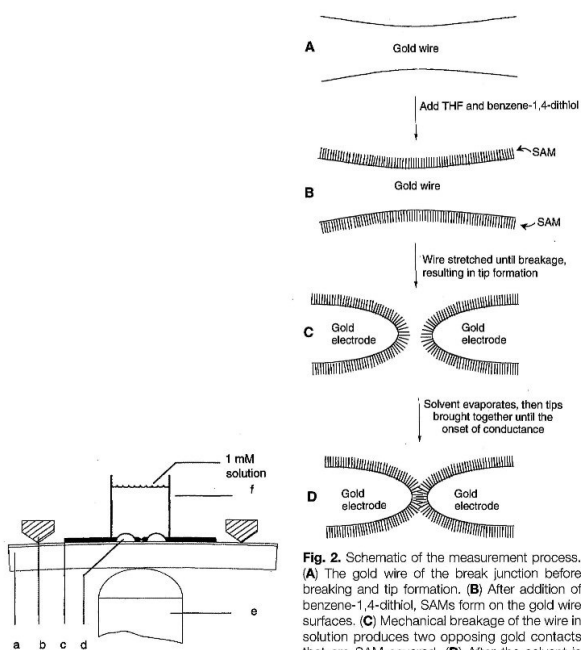 1 mM
solution
f
e
a b c d
A
Gold wire
Add THF and benzene-1,4-dithiol
SAM
B
Gold wire
SAM
Wire stretched until breakage,
resulting in tip formation
C
Gold
electrode
Gold
electrode
Solvent evaporates, then tips
brought together until the
onset of conductance
D
Gold
electrode
Gold
electrode
Fig. 2. Schematic of the measurement process.
(A) The gold wire of the break junction before
breaking and tip formation. (B) After addition of
benzene-1,4-dithiol, SAMs form on the gold wire
surfaces. (C) Mechanical breakage of the wire in
solution produces two opposing gold contacts
that are SAM-covered. (D) After the solvent is